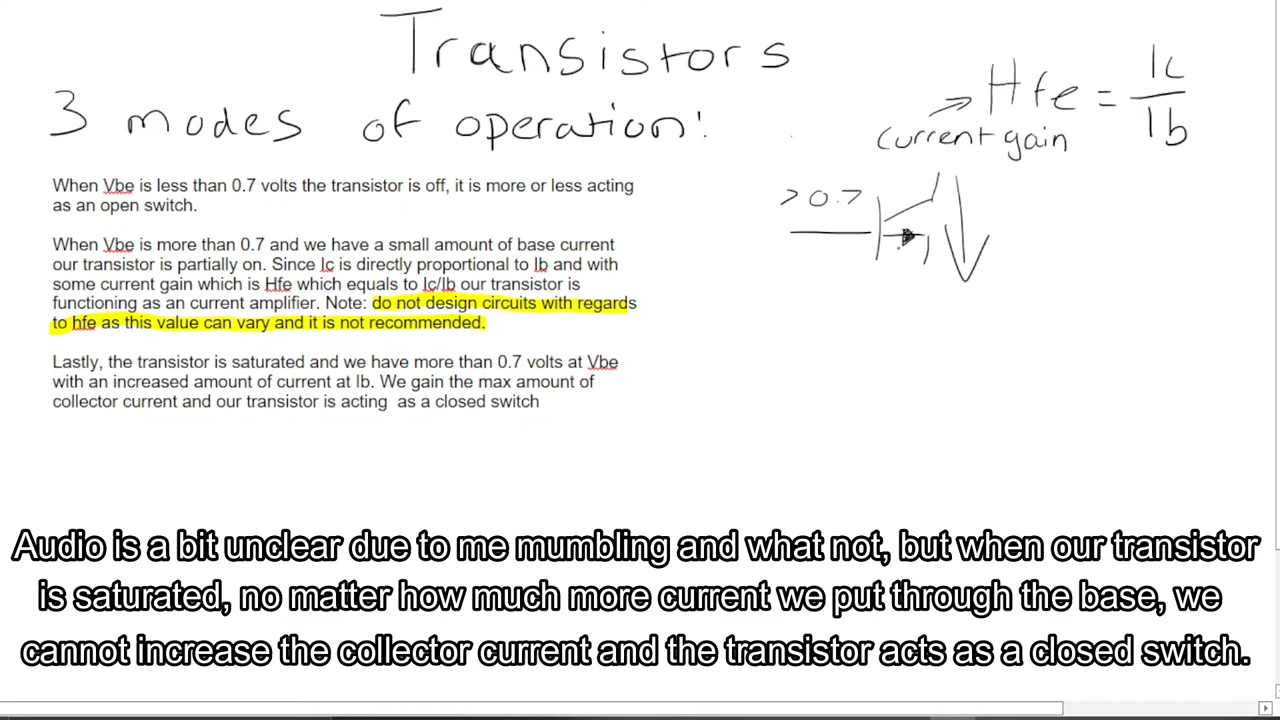 Transistors
3 modes of operation:
Hfe = Ic
Ib
current gain
When Vbe is less than 0.7 volts the transistor is off, it is more or less acting
as an open switch.
> 0.7
When Vbe is more than 0.7 and we have a small amount of base current
our transistor is partially on. Since Ic is directly proportional to Ib and with
some current gain which is Hfe which equals to Ic/Ib our transistor is
functioning as an current amplifier. Note: do not design circuits with regards
to hfe as this value can vary and it is not recommended.
Lastly, the transistor is saturated and we have more than 0.7 volts at Vbe
with an increased amount of current at Ib. We gain the max amount of
collector current and our transistor is acting as a closed switch
Audio is a bit unclear due to me mumbling and what not, but when our transistor
is saturated, no matter how much more current we put through the base, we
cannot increase the collector current and the transistor acts as a closed switch.